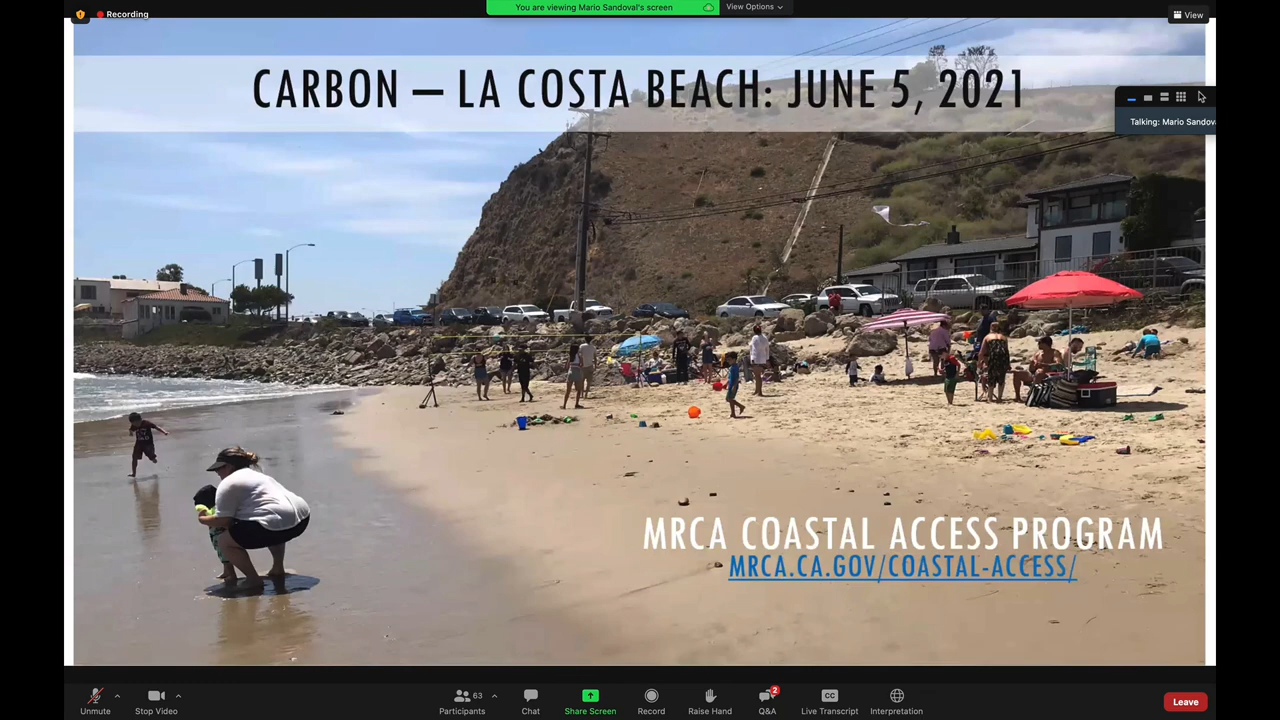 Recording
You are viewing Mario Sandoval's screen
View Options
View
CARBON – LA COSTA BEACH: JUNE 5, 2021
Talking: Mario Sandova
MRCA COASTAL ACCESS PROGRAM
MRCA.CA.GOV/COASTAL-ACCESS/
Unmute
Stop Video
Participants
63
Chat
Share Screen
Record
Raise Hand
Q&A
2
CC
Live Transcript
Interpretation
Leave